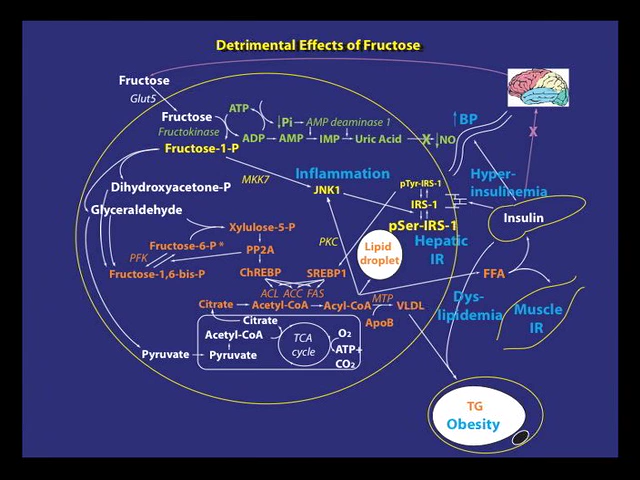 Detrimental Effects of Fructose
Fructose
Glut5
Fructose
Fructokinase
Fructose-1-P
ATP
ADP
↓Pi
AMP deaminase 1
AMP
IMP
Uric Acid
X
↓NO
↑BP
X
Inflammation
MKK7
JNK1
pTyr-IRS-1
IRS-1
pSer-IRS-1
Hepatic
IR
Hyper-
insulinemia
Insulin
Dihydroxyacetone-P
Glyceraldehyde
Xylulose-5-P
Fructose-6-P *
PFK
PP2A
Fructose-1,6-bis-P
ChREBP
SREBP1
PKC
Lipid
droplet
FFA
ACL ACC FAS
MTP
Citrate
Acetyl-CoA
Acyl-CoA
VLDL
ApoB
Dys-
lipidemia
Muscle
IR
Citrate
Acetyl-CoA
TCA
cycle
O2
ATP+
CO2
Pyruvate
Pyruvate
TG
Obesity